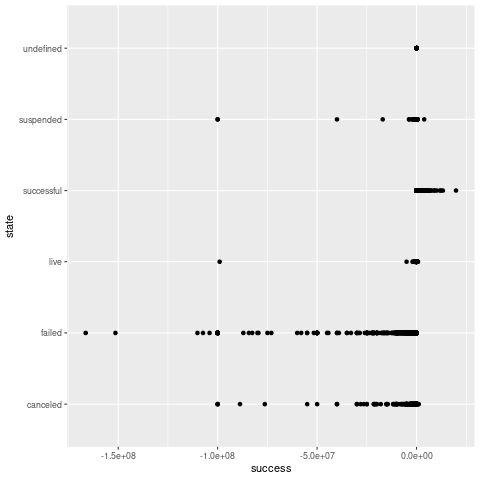 undefined
suspended
successful
live
failed
canceled
state
-1.5e+08 -1.0e+08 -5.0e+07 0.0e+00
success